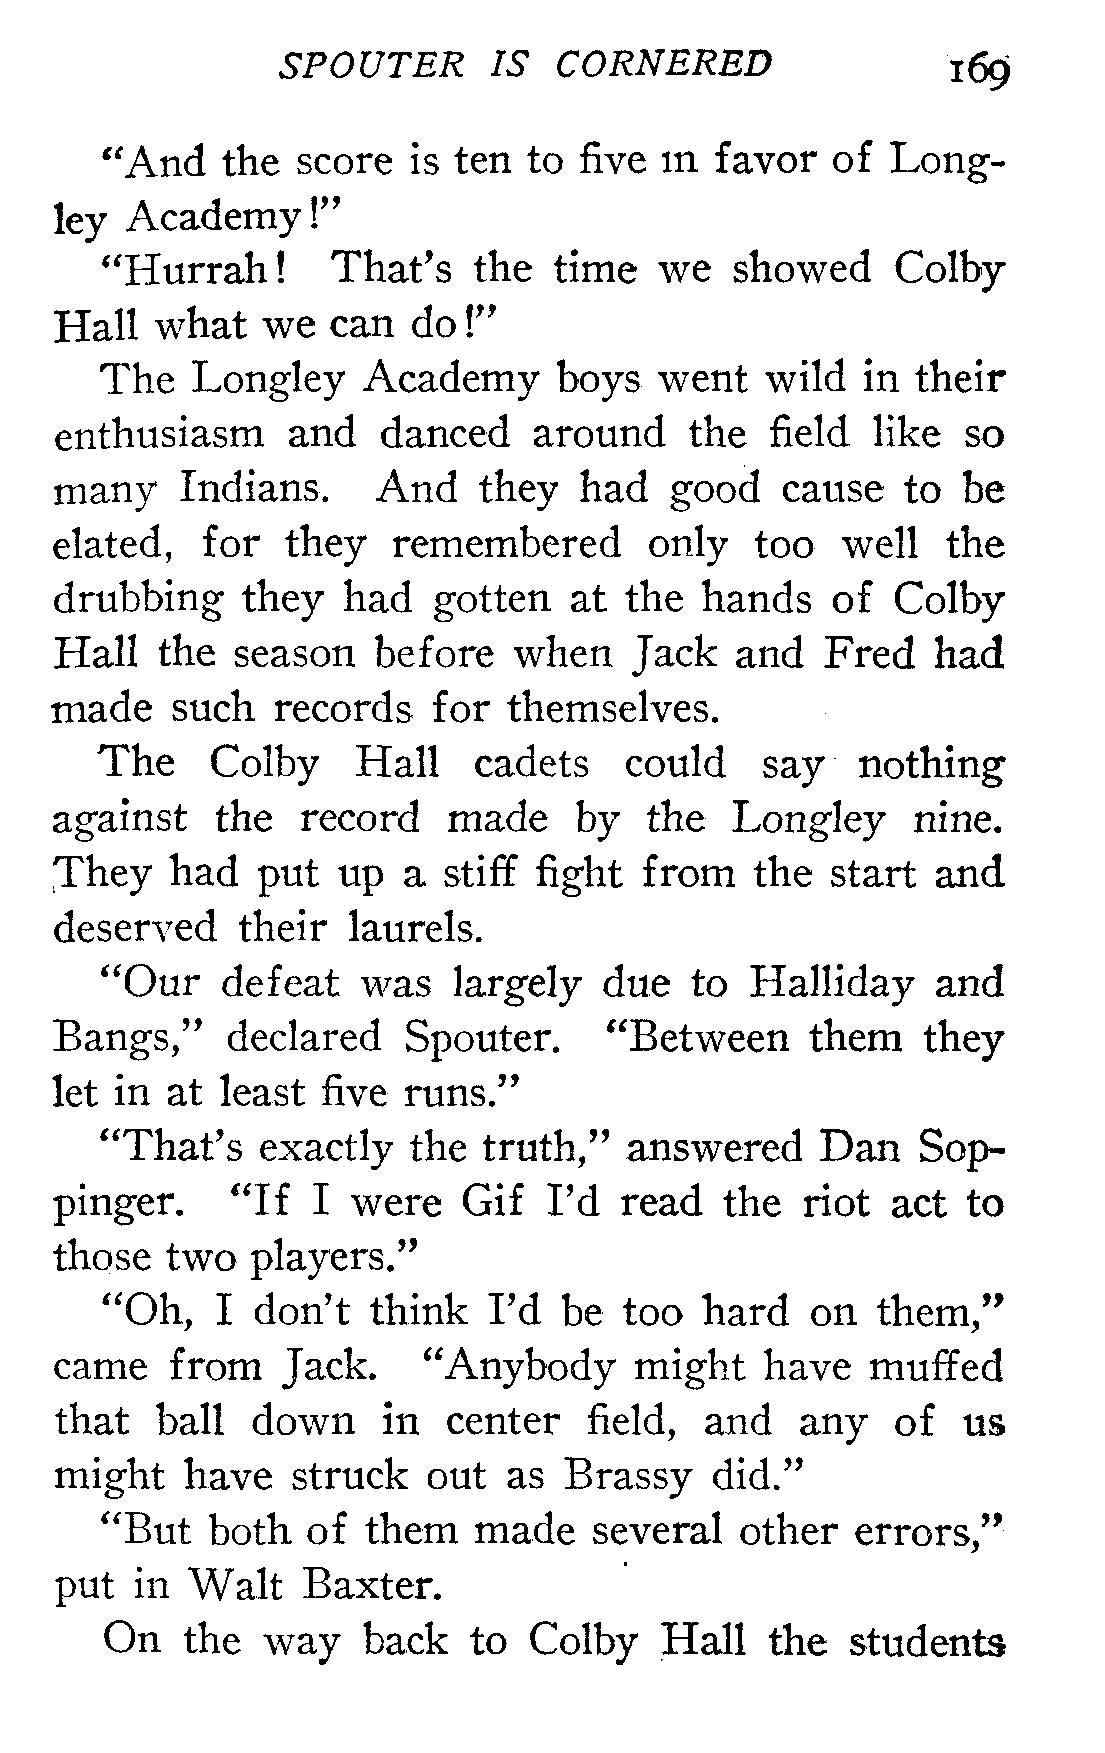 SPOUTER IS CORNERED 169
“And the score is ten to five in favor of Long-
ley Academy!”
“Hurrah! That’s the time we showed Colby
Hall what we can do!”
The Longley Academy boys went wild in their
enthusiasm and danced around the field like so
many Indians. And they had good cause to be
elated, for they remembered only too well the
drubbing they had gotten at the hands of Colby
Hall the season before when Jack and Fred had
made such records for themselves.
The Colby Hall cadets could say nothing
against the record made by the Longley nine.
They had put up a stiff fight from the start and
deserved their laurels.
“Our defeat was largely due to Halliday and
Bangs,” declared Spouter. “Between them they
let in at least five runs.”
“That’s exactly the truth,” answered Dan Sop-
pinger. “If I were Gif I’d read the riot act to
those two players.”
“Oh, I don’t think I’d be too hard on them,”
came from Jack. “Anybody might have muffed
that ball down in center field, and any of us
might have struck out as Brassy did.”
“But both of them made several other errors,”
put in Walt Baxter.
On the way back to Colby Hall the students